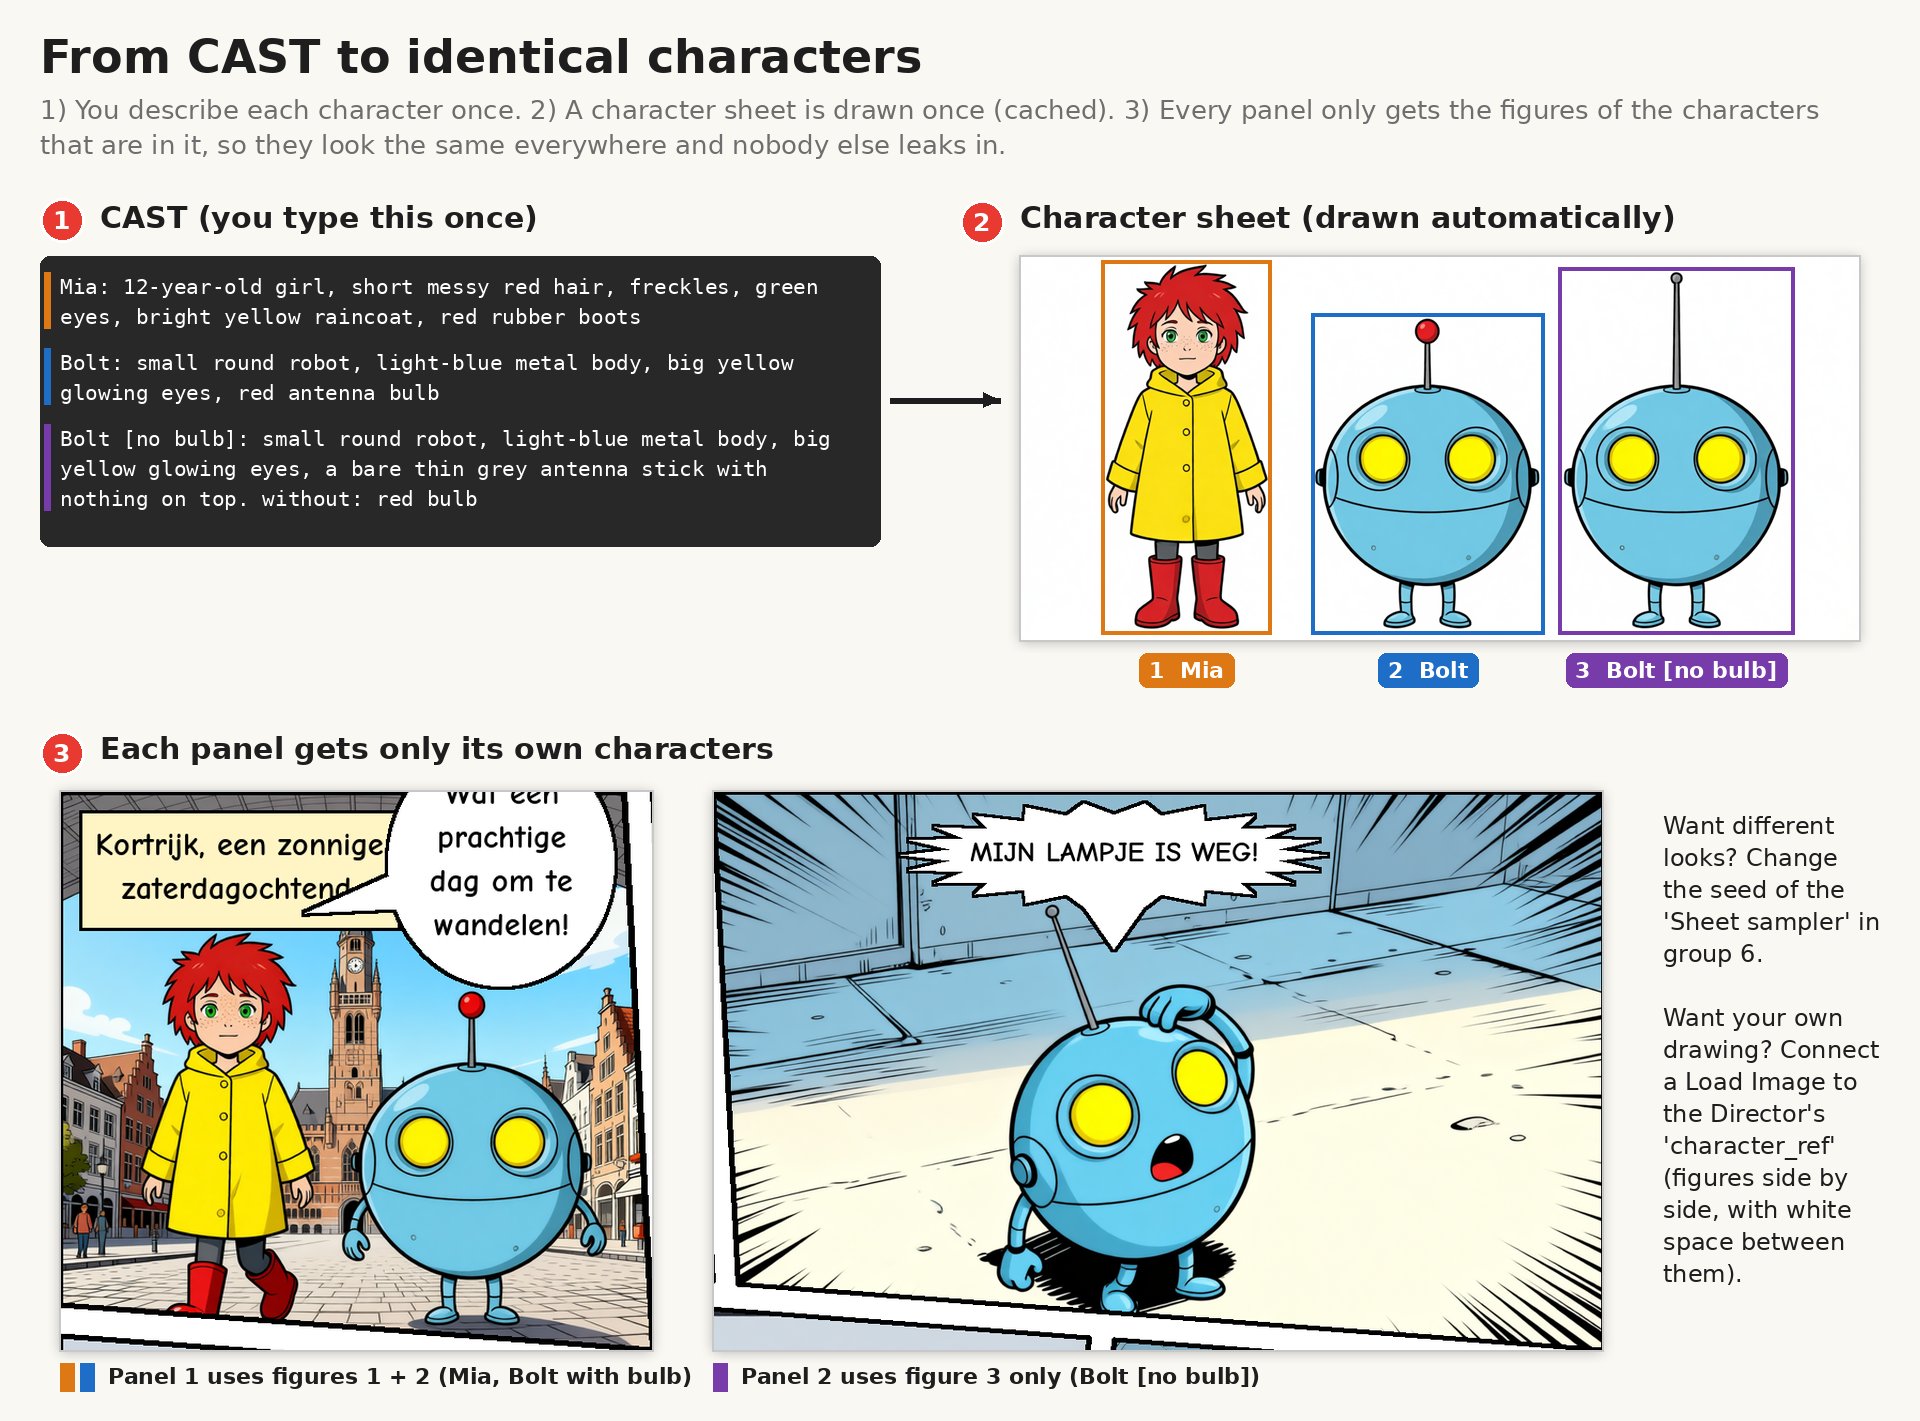 From CAST to identical characters
1) You describe each character once. 2) A character sheet is drawn once (cached). 3) Every panel only gets the figures of the characters
that are in it, so they look the same everywhere and nobody else leaks in.
1 CAST (you type this once)
Mia: 12-year-old girl, short messy red hair, freckles, green
eyes, bright yellow raincoat, red rubber boots
Bolt: small round robot, light-blue metal body, big yellow
glowing eyes, red antenna bulb
Bolt [no bulb]: small round robot, light-blue metal body, big
yellow glowing eyes, a bare thin grey antenna stick with
nothing on top. without: red bulb
2 Character sheet (drawn automatically)
1 Mia
2 Bolt
3 Bolt [no bulb]
3 Each panel gets only its own characters
Kortrijk, een zonnige
zaterdagochtend
Wat een
prachtige
dag om te
wandelen!
MIJN LAMPJE IS WEG!
Want different
looks? Change
the seed of the
'Sheet sampler' in
group 6.
Want your own
drawing? Connect
a Load Image to
the Director's
'character_ref'
(figures side by
side, with white
space between
them).
Panel 1 uses figures 1 + 2 (Mia, Bolt with bulb)
Panel 2 uses figure 3 only (Bolt [no bulb])